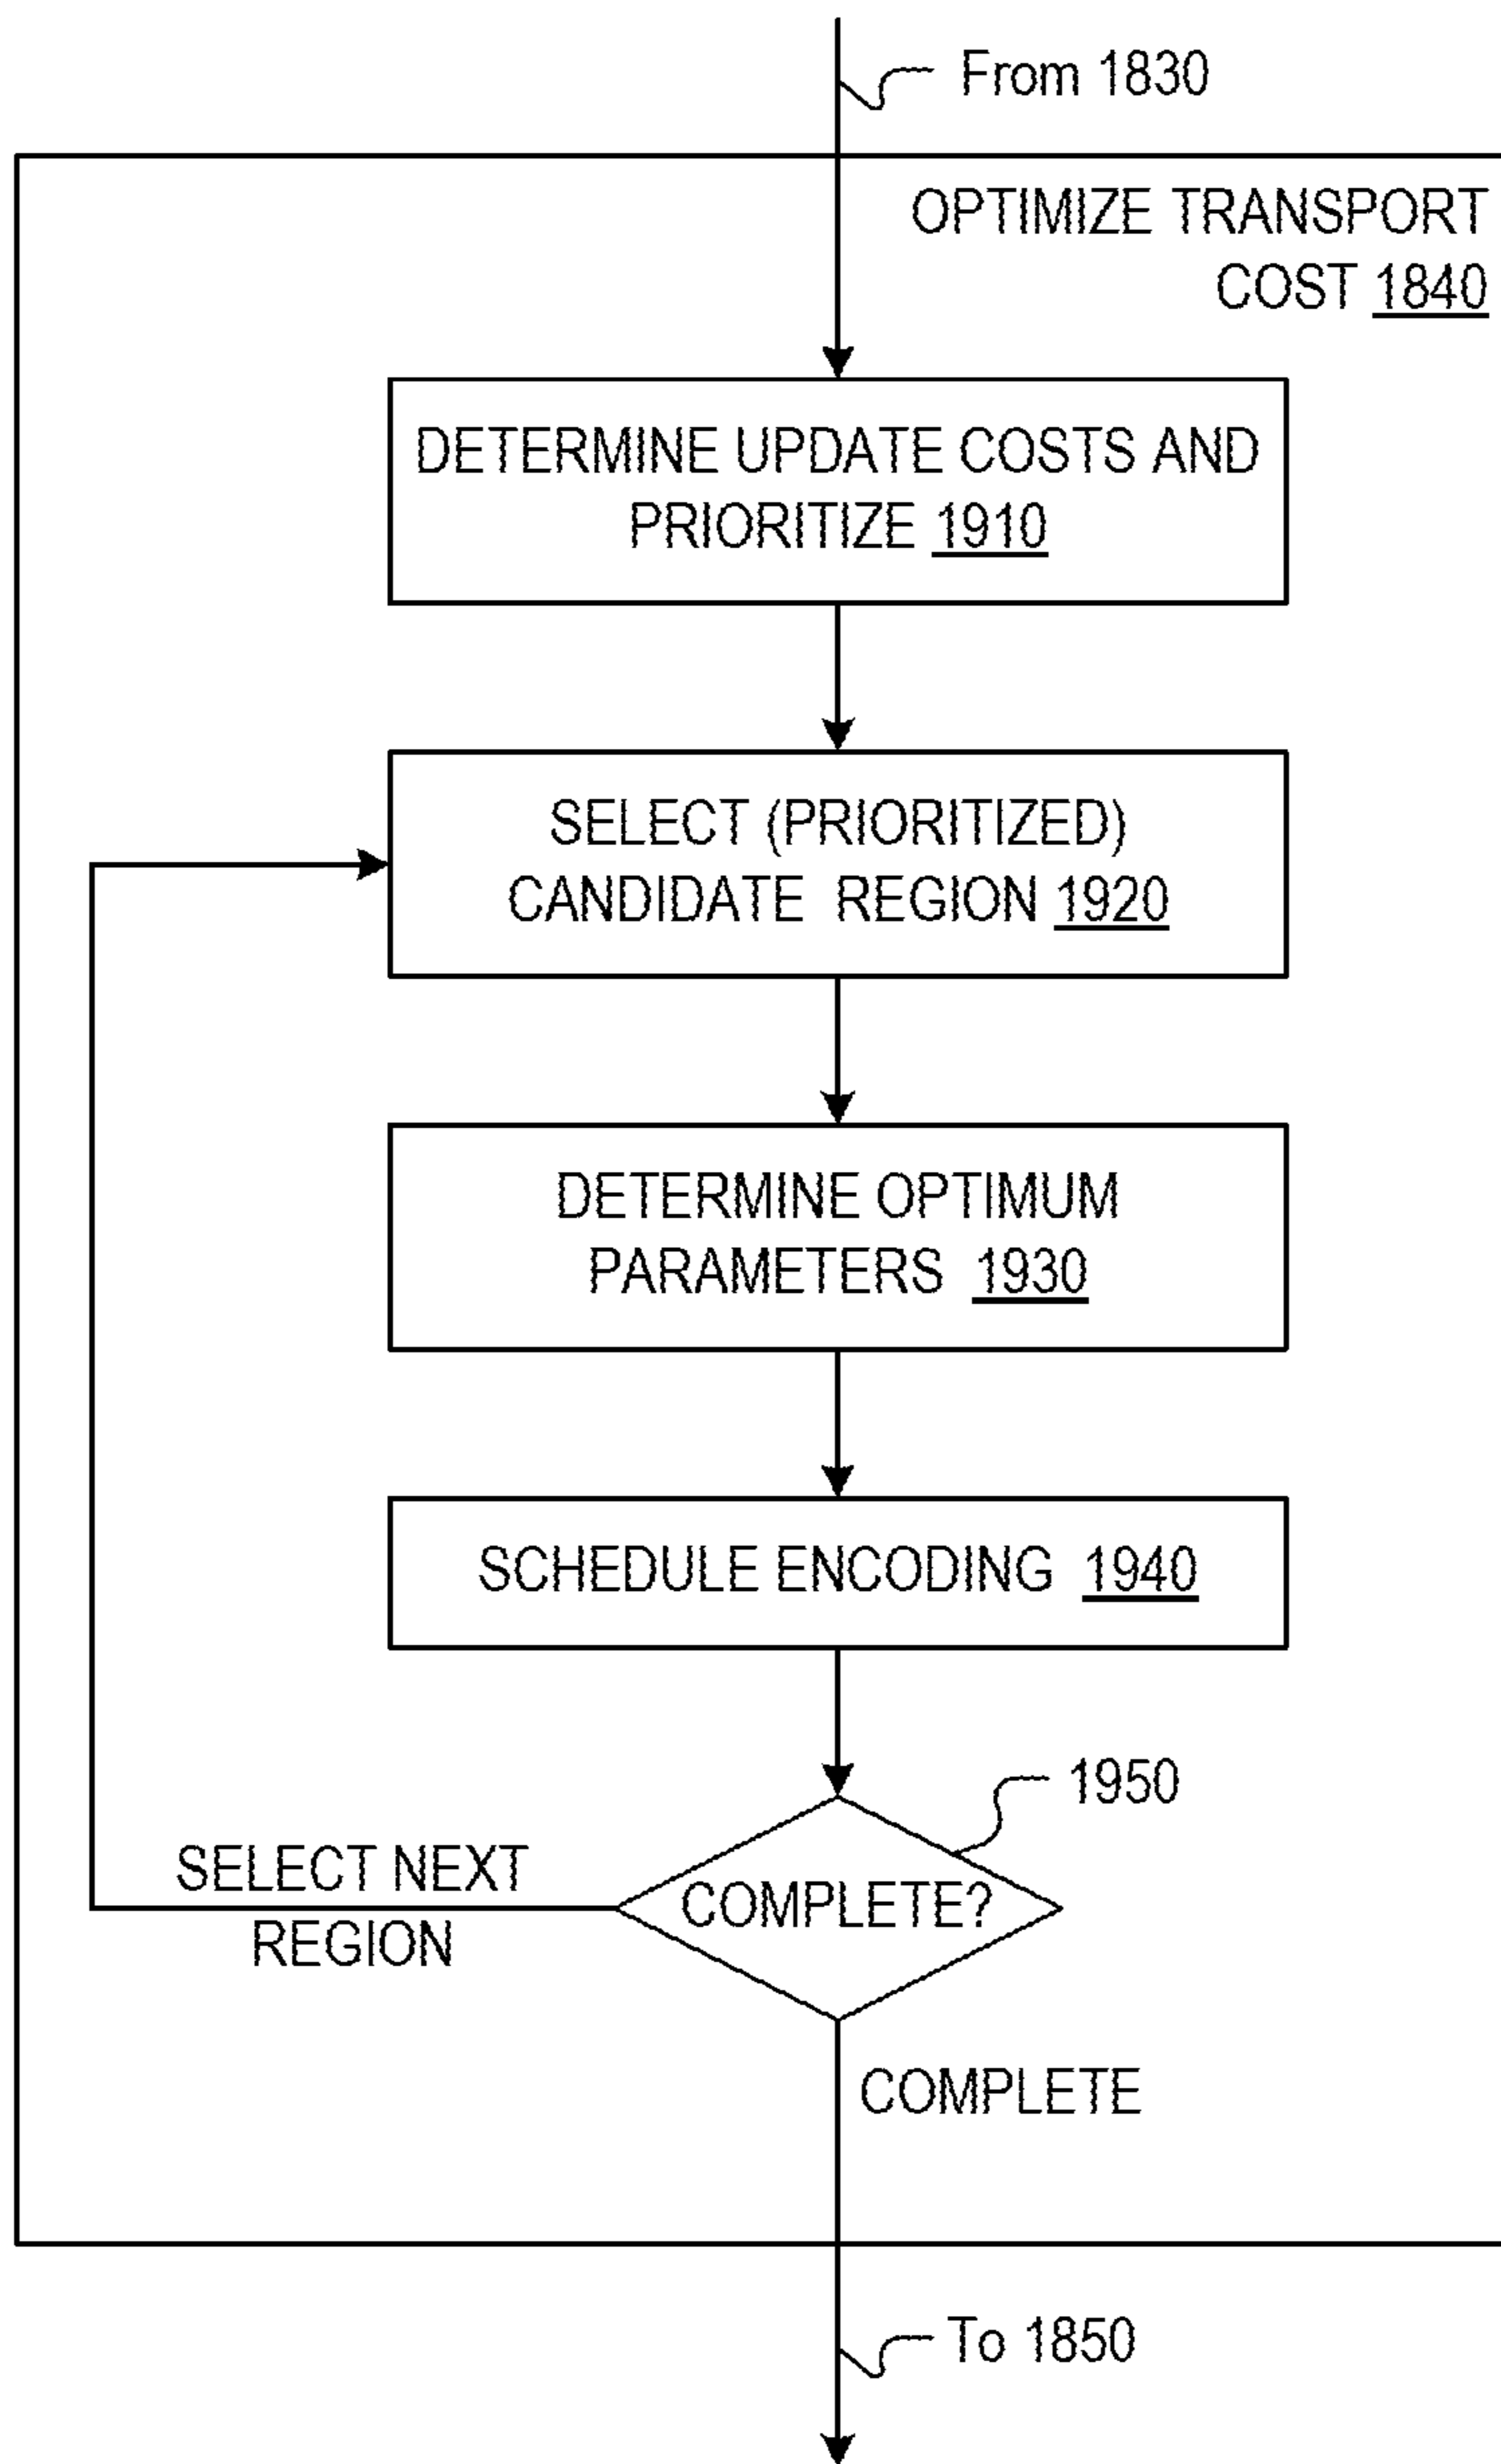 From 1830
OPTIMIZE TRANSPORT
COST 1840
DETERMINE UPDATE COSTS AND
PRIORITIZE 1910
SELECT (PRIORITIZED)
CANDIDATE REGION 1920
DETERMINE OPTIMUM
PARAMETERS 1930
SCHEDULE ENCODING 1940
1950
SELECT NEXT
REGION
COMPLETE?
COMPLETE
To 1850